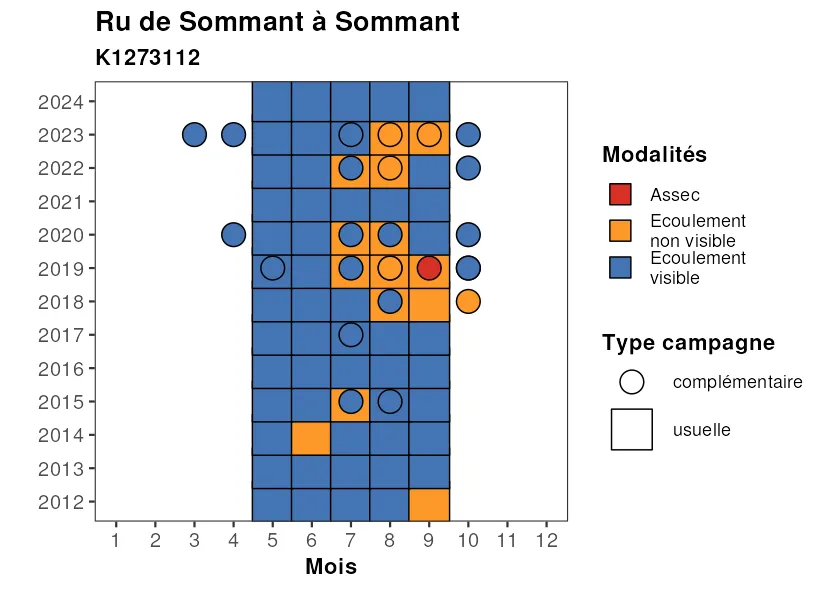 Ru de Sommant à Sommant
K1273112
2024
2023
2022
2021
2020
2019
2018
2017
2016
2015
2014
2013
2012
1 2 3 4 5 6 7 8 9 10 11 12
Mois
Modalités
Assec
Ecoulement
non visible
Ecoulement
visible
Type campagne
complémentaire
usuelle